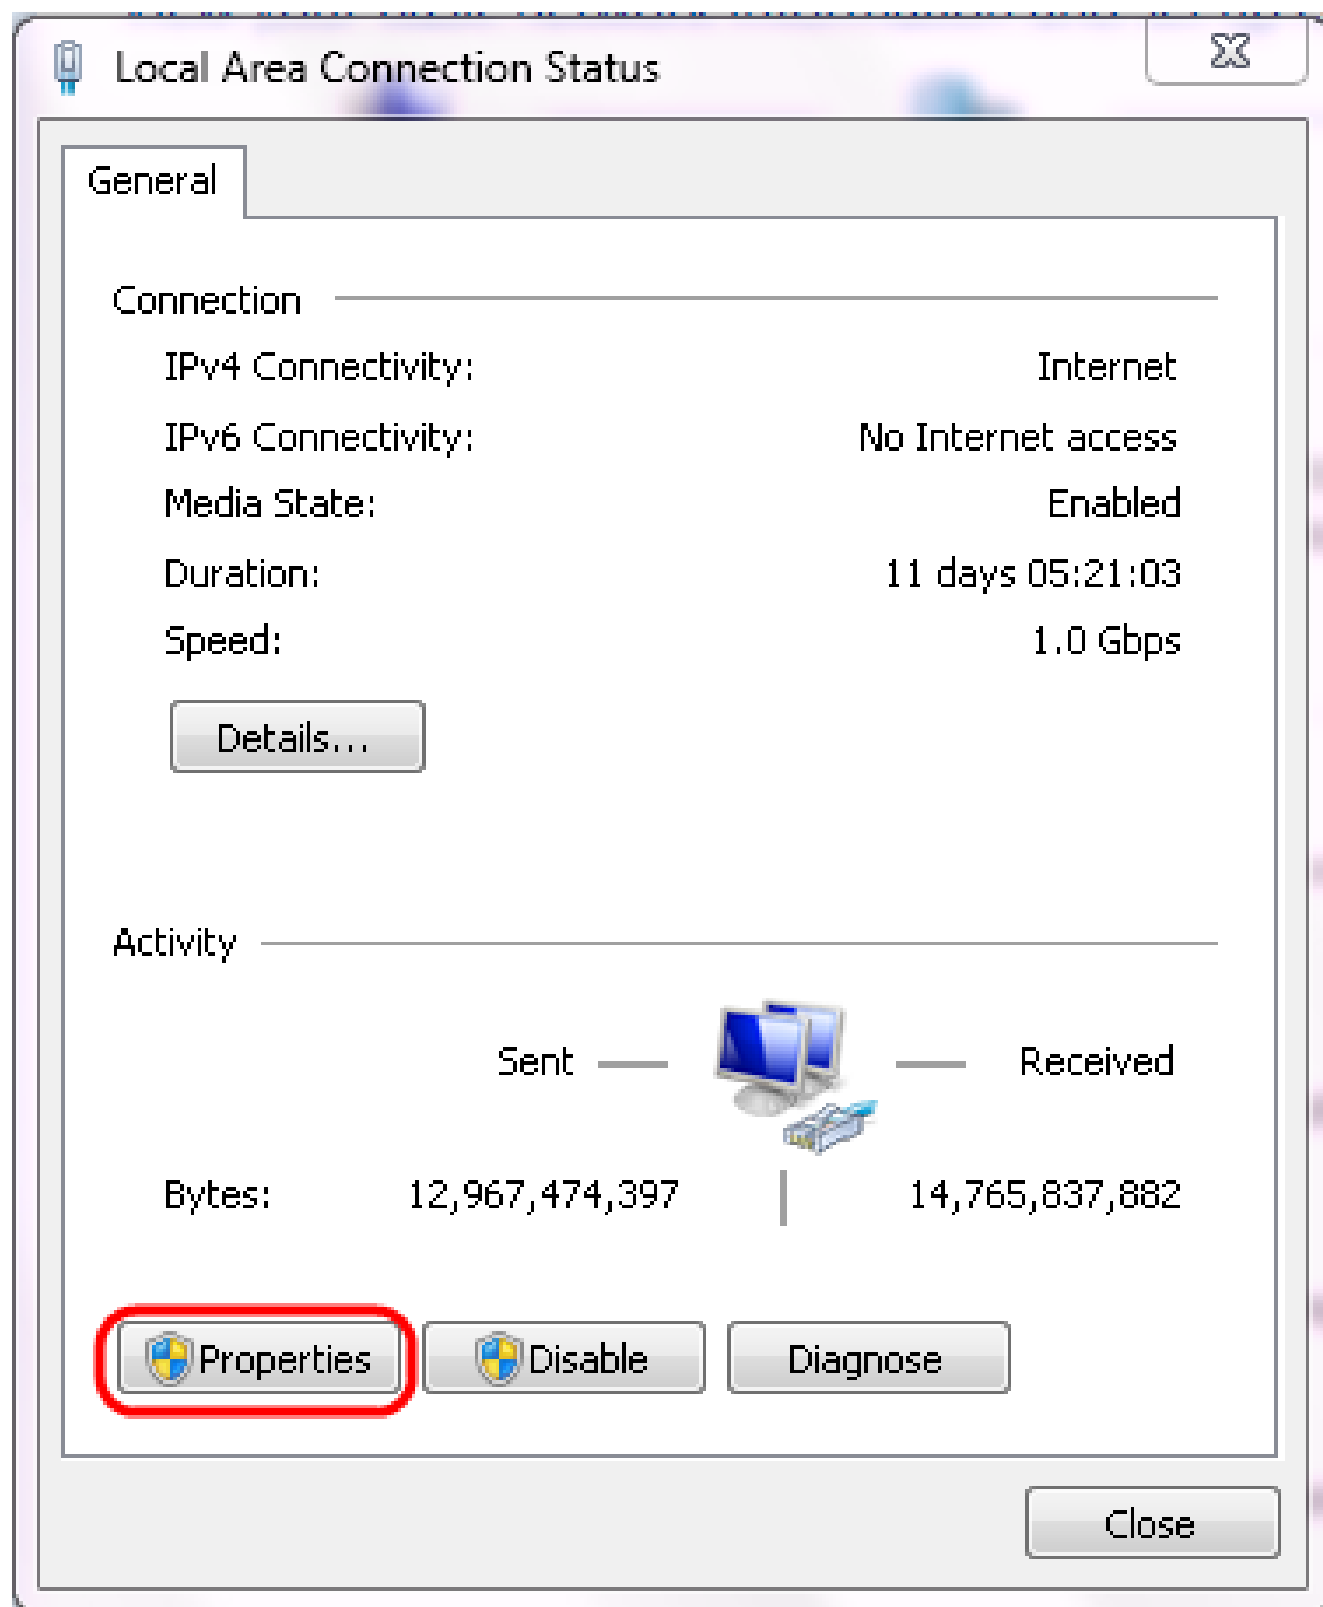 Local Area Connection Status
General
Connection
IPv4 Connectivity: Internet
IPv6 Connectivity: No Internet access
Media State: Enabled
Duration: 11 days 05:21:03
Speed: 1.0 Gbps
Details...
Activity
Sent Received
Bytes: 12,967,474,397 14,765,837,882
Properties Disable Diagnose
Close